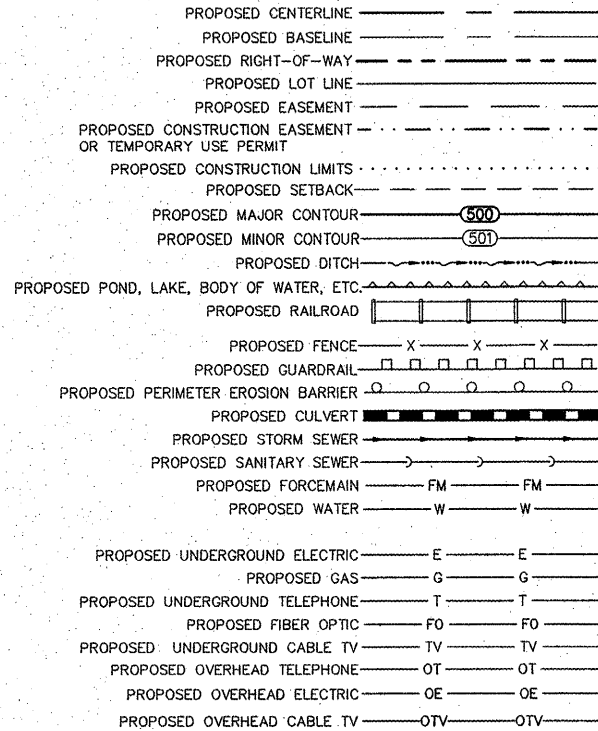 PROPOSED CENTERLINE
PROPOSED BASELINE
PROPOSED RIGHT-OF-WAY
PROPOSED LOT LINE
PROPOSED EASEMENT
PROPOSED CONSTRUCTION EASEMENT
OR TEMPORARY USE PERMIT
PROPOSED CONSTRUCTION LIMITS
PROPOSED SETBACK
PROPOSED MAJOR CONTOUR 500
PROPOSED MINOR CONTOUR 501
PROPOSED DITCH
PROPOSED POND, LAKE, BODY OF WATER, ETC.
PROPOSED RAILROAD
PROPOSED FENCE X X X
PROPOSED GUARDRAIL
PROPOSED PERIMETER EROSION BARRIER
PROPOSED CULVERT
PROPOSED STORM SEWER
PROPOSED SANITARY SEWER
PROPOSED FORCEMAIN FM FM
PROPOSED WATER W W
PROPOSED UNDERGROUND ELECTRIC E E
PROPOSED GAS G G
PROPOSED UNDERGROUND TELEPHONE T T
PROPOSED FIBER OPTIC FO FO
PROPOSED UNDERGROUND CABLE TV TV TV
PROPOSED OVERHEAD TELEPHONE OT OT
PROPOSED OVERHEAD ELECTRIC OE OE
PROPOSED OVERHEAD CABLE TV OTV OTV